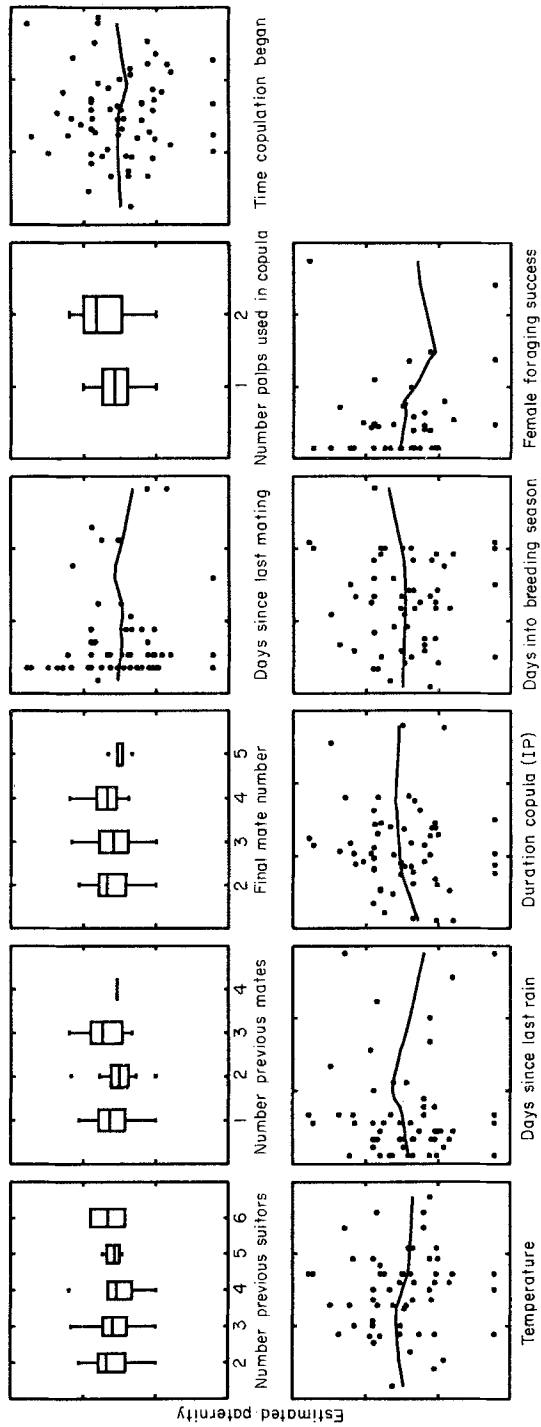 Estimated paternity
2 3 4 5 6
Number previous suitors
1 2 3 4
Number previous mates
2 3 4 5
Final mate number
Days since last mating
1 2
Number palps used in copula
Time copulation began
Temperature
Days since last rain
Duration copula (IP)
Days into breeding season
Female foraging success